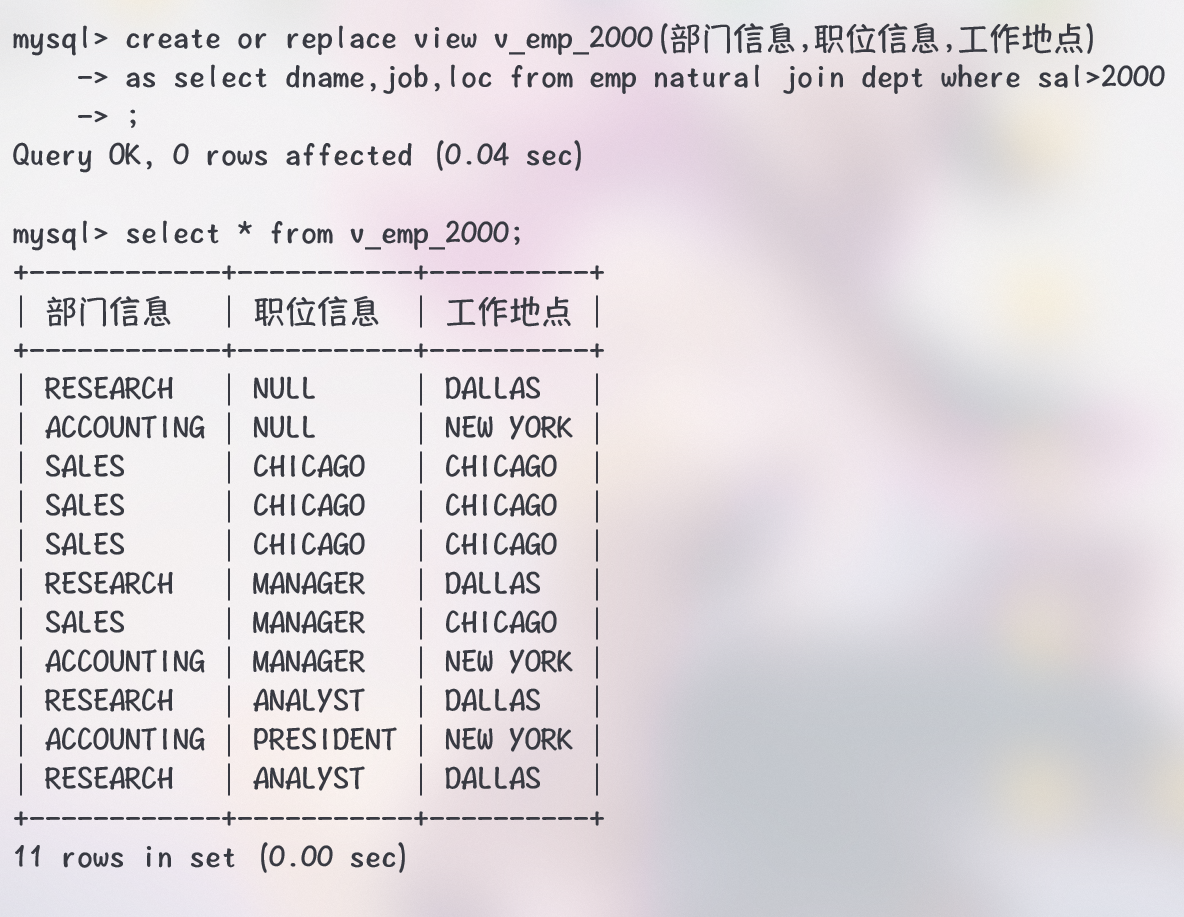 mysql> create or replace view v_emp_2000(部门信息,职位信息,工作地点)
    -> as select dname,job,loc from emp natural join dept where sal>2000
    -> ;
Query OK, 0 rows affected (0.04 sec)

mysql> select * from v_emp_2000;
+------------+-----------+----------+
| 部门信息   | 职位信息  | 工作地点 |
+------------+-----------+----------+
| RESEARCH   | NULL      | DALLAS   |
| ACCOUNTING | NULL      | NEW YORK |
| SALES      | CHICAGO   | CHICAGO  |
| SALES      | CHICAGO   | CHICAGO  |
| SALES      | CHICAGO   | CHICAGO  |
| RESEARCH   | MANAGER   | DALLAS   |
| SALES      | MANAGER   | CHICAGO  |
| ACCOUNTING | MANAGER   | NEW YORK |
| RESEARCH   | ANALYST   | DALLAS   |
| ACCOUNTING | PRESIDENT | NEW YORK |
| RESEARCH   | ANALYST   | DALLAS   |
+------------+-----------+----------+
11 rows in set (0.00 sec)